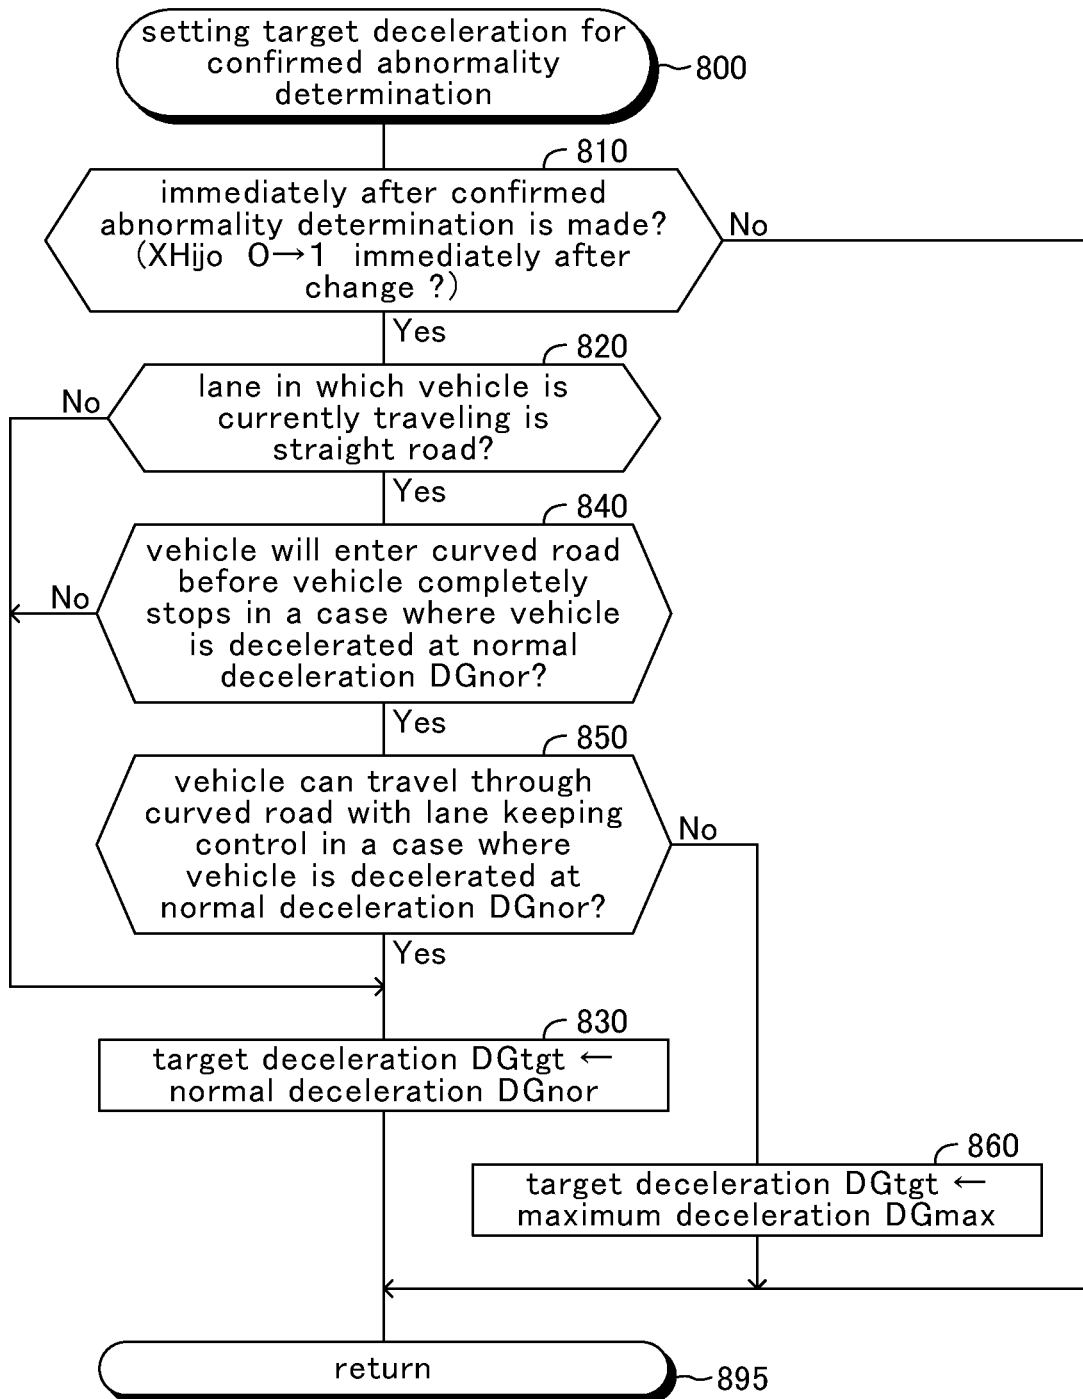 setting target deceleration for
confirmed abnormality
determination
800
810
immediately after confirmed
abnormality determination is made?
(XHijo 0→1 immediately after
change ?)
No
Yes
820
lane in which vehicle is
currently traveling is
straight road?
No
Yes
840
vehicle will enter curved road
before vehicle completely
stops in a case where vehicle
is decelerated at normal
deceleration DGnor?
No
Yes
850
vehicle can travel through
curved road with lane keeping
control in a case where
vehicle is decelerated at
normal deceleration DGnor?
No
Yes
830
target deceleration DGtgt ←
normal deceleration DGnor
860
target deceleration DGtgt ←
maximum deceleration DGmax
return
895